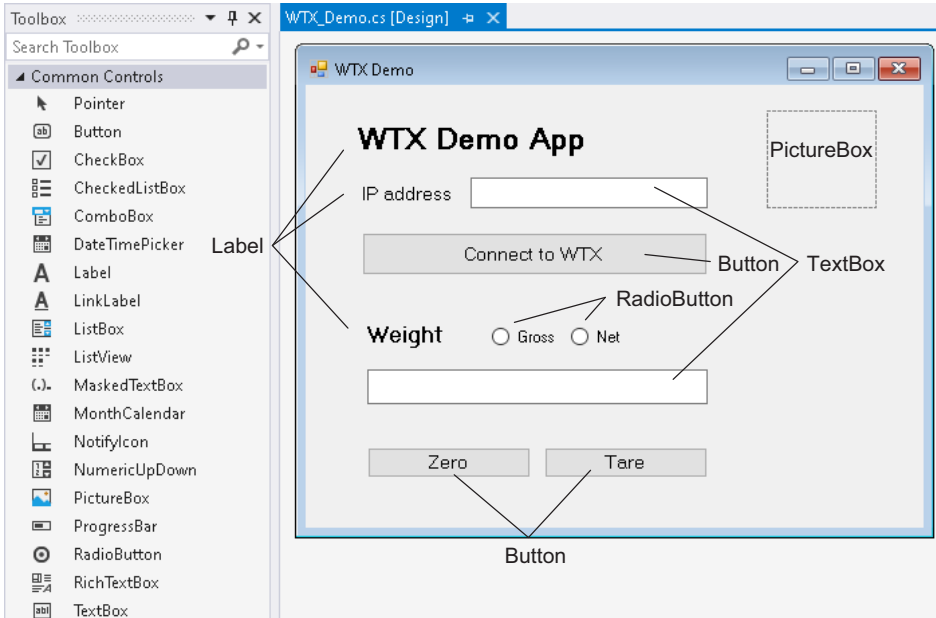 Toolbox
Search Toolbox
Common Controls
Pointer
Button
CheckBox
CheckedListBox
ComboBox
DateTimePicker
Label
LinkLabel
ListBox
ListView
MaskedTextBox
MonthCalendar
NotifyIcon
NumericUpDown
PictureBox
ProgressBar
RadioButton
RichTextBox
TextBox
WTX_Demo.cs [Design]
WTX Demo
WTX Demo App
PictureBox
IP address
Label
Connect to WTX
Button
TextBox
RadioButton
Weight
Gross
Net
Zero
Tare
Button